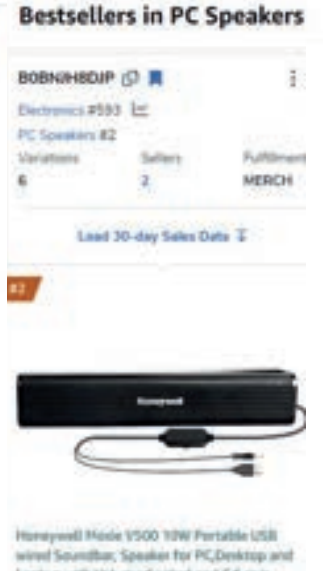 Bestsellers in PC Speakers
B0BNJH8DJP
Electronics #593
PC Speakers #2
Variations Sellers Fulfillment
6 2 MERCH
Load 30-day Sales Data
#2
Honeywell
Honeywell Moxie V500 10W Portable USB
wired Soundbar, Speaker for PC,Desktop and